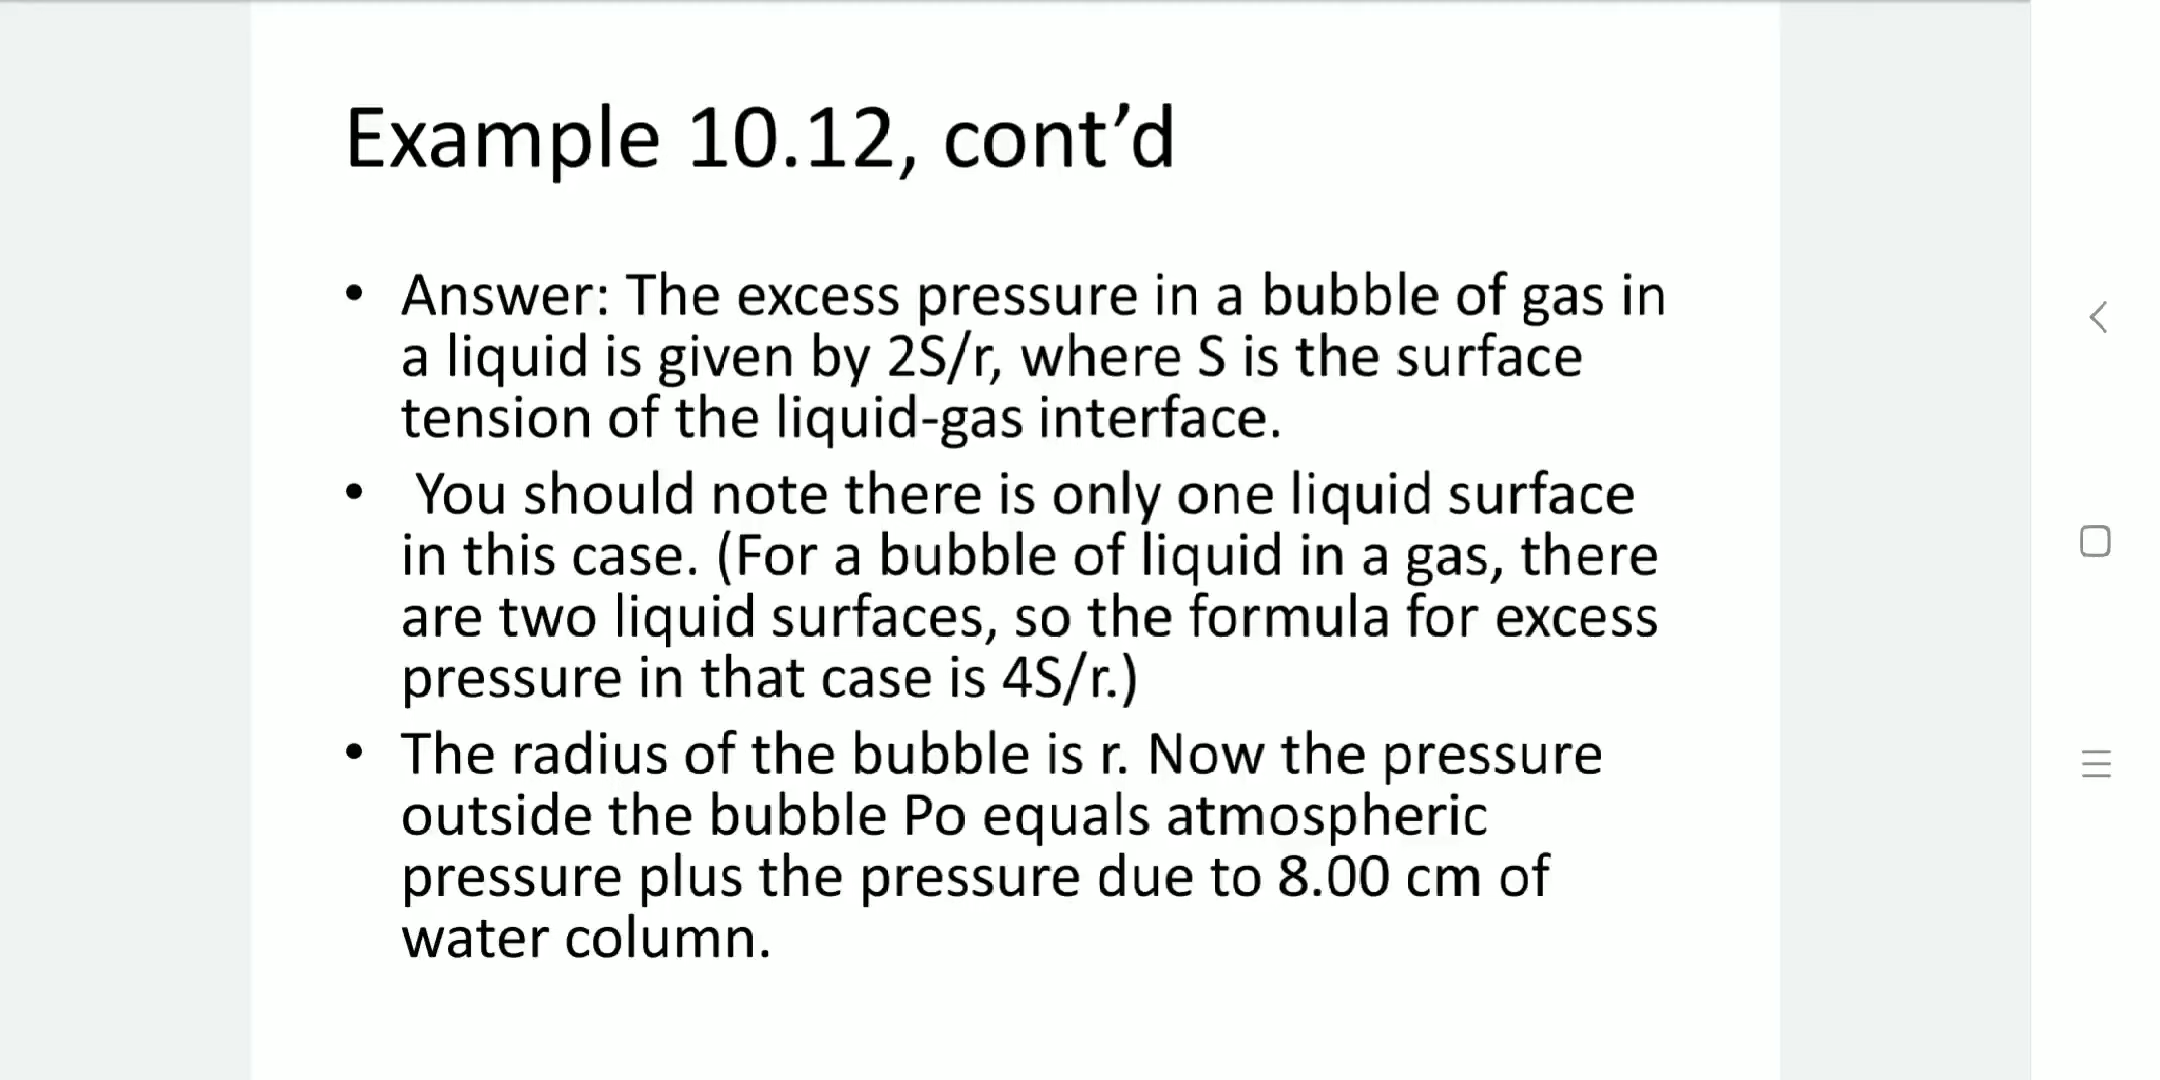 Example 10.12, cont’d
• Answer: The excess pressure in a bubble of gas in
a liquid is given by 2S/r, where S is the surface
tension of the liquid-gas interface.
• You should note there is only one liquid surface
in this case. (For a bubble of liquid in a gas, there
are two liquid surfaces, so the formula for excess
pressure in that case is 4S/r.)
• The radius of the bubble is r. Now the pressure
outside the bubble Po equals atmospheric
pressure plus the pressure due to 8.00 cm of
water column.